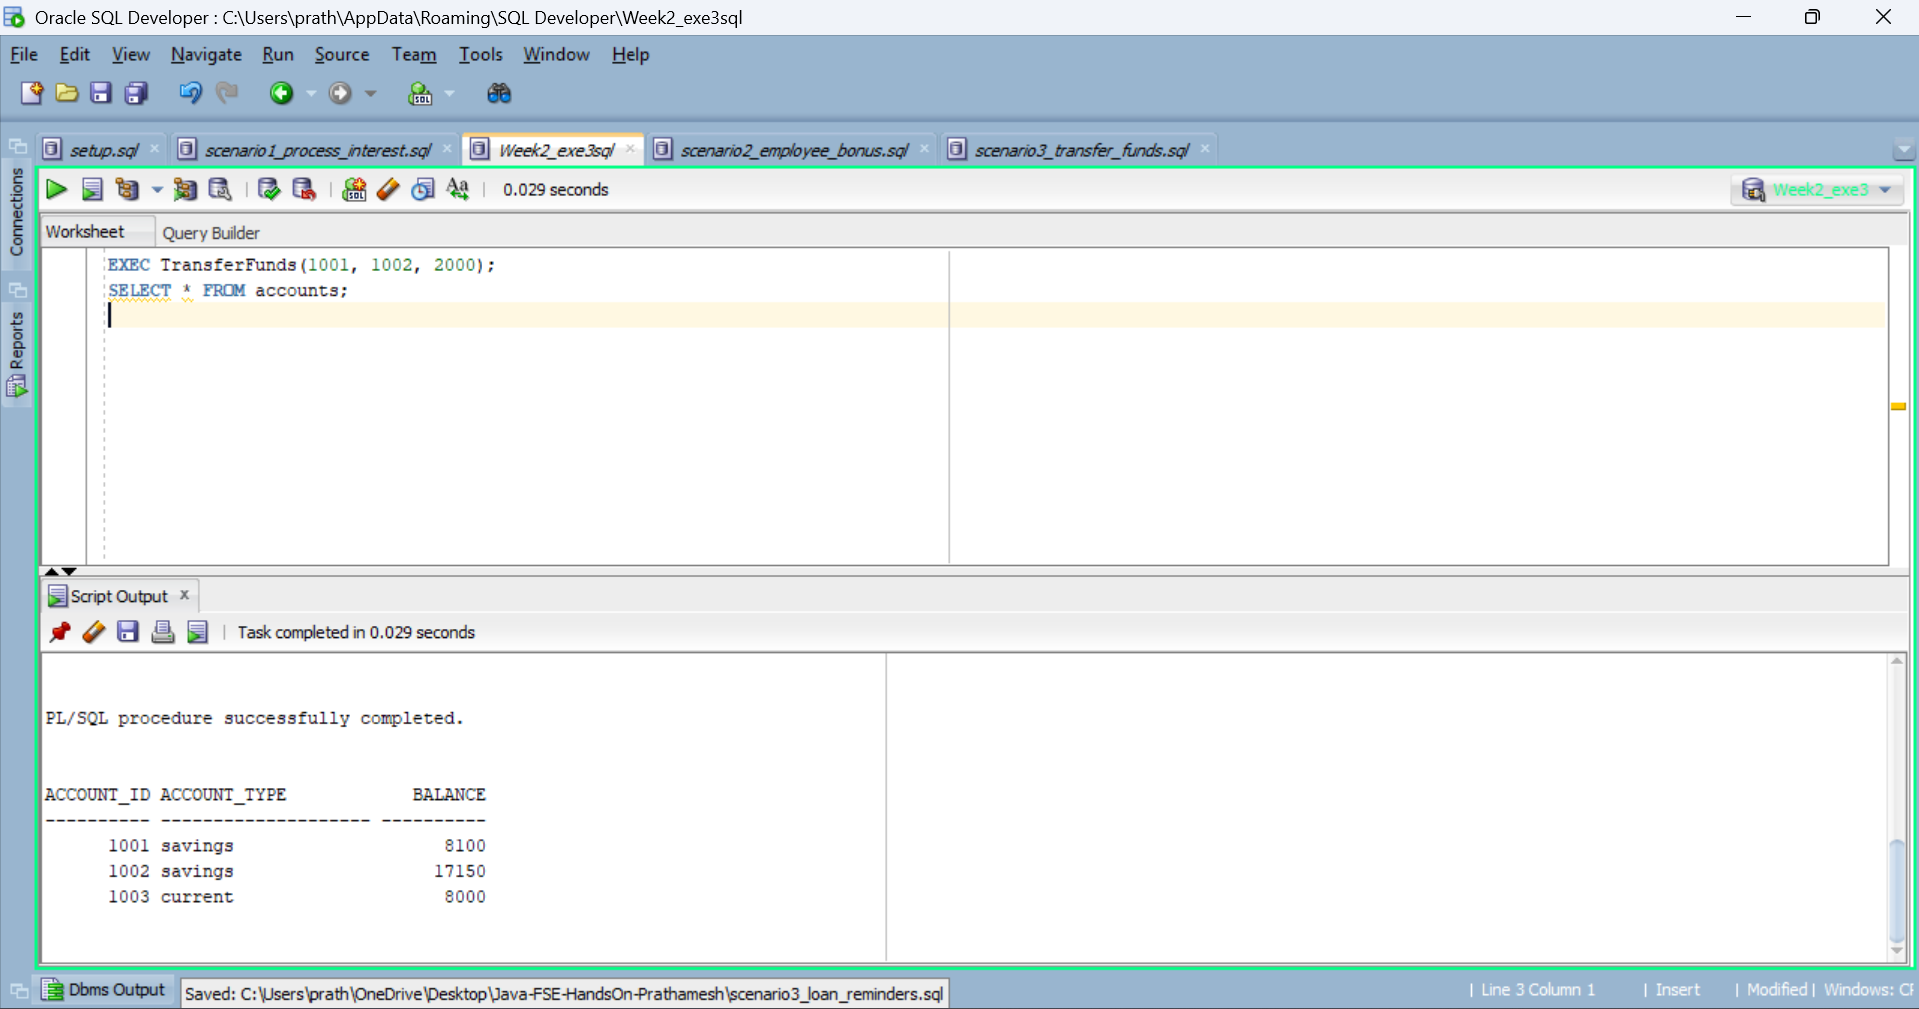 Oracle SQL Developer : C:\Users\prath\AppData\Roaming\SQL Developer\Week2_exe3sql
File Edit View Navigate Run Source Team Tools Window Help
setup.sql scenario1_process_interest.sql Week2_exe3sql scenario2_employee_bonus.sql scenario3_transfer_funds.sql
Connections
Reports
0.029 seconds
Week2_exe3
Worksheet Query Builder
EXEC TransferFunds(1001, 1002, 2000);
SELECT * FROM accounts;
Script Output
Task completed in 0.029 seconds
PL/SQL procedure successfully completed.
ACCOUNT_ID ACCOUNT_TYPE BALANCE
---------- -------------------- ----------
1001 savings 8100
1002 savings 17150
1003 current 8000
Dbms Output
Saved: C:\Users\prath\OneDrive\Desktop\Java-FSE-HandsOn-Prathamesh\scenario3_loan_reminders.sql
| Line 3 Column 1 | Insert | Modified | Windows: